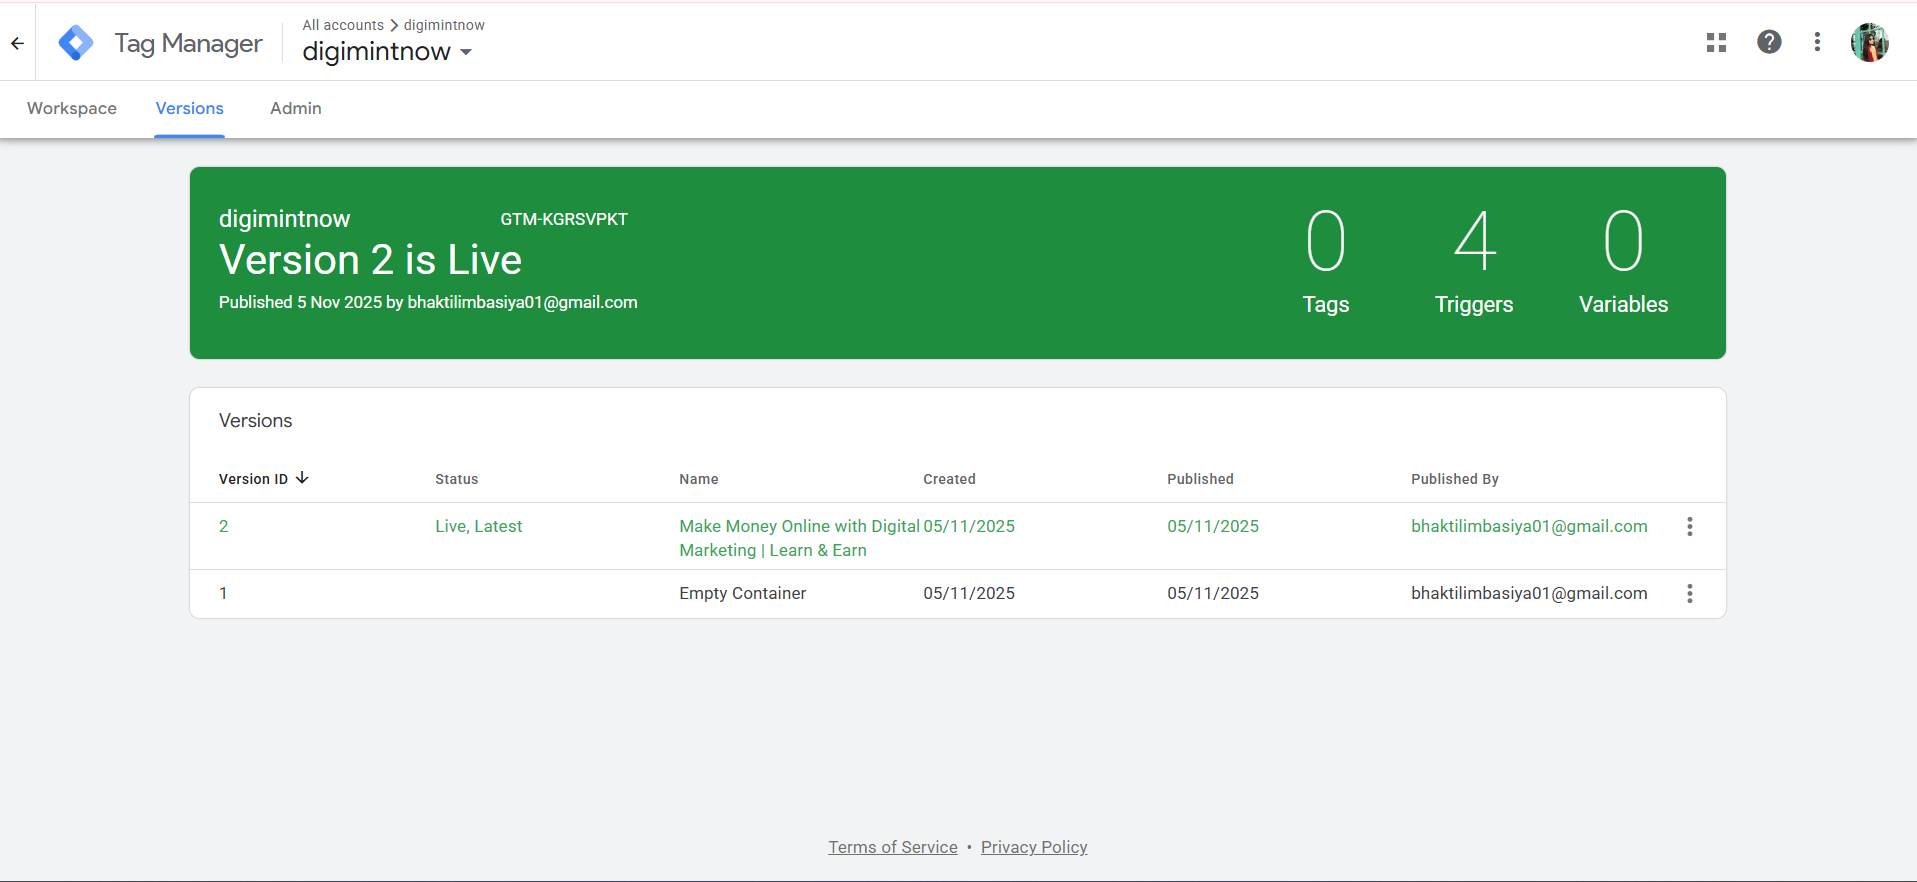 Tag Manager
All accounts > digimintnow
digimintnow
Workspace
Versions
Admin
digimintnow
GTM-KGRSVPKT
Version 2 is Live
Published 5 Nov 2025 by bhaktilimbasiya01@gmail.com
0
4
0
Tags
Triggers
Variables
Versions
Version ID Status Name Created Published Published By
2 Live, Latest Make Money Online with Digital 05/11/2025 05/11/2025 bhaktilimbasiya01@gmail.com
Marketing | Learn & Earn
1 Empty Container 05/11/2025 05/11/2025 bhaktilimbasiya01@gmail.com
Terms of Service • Privacy Policy